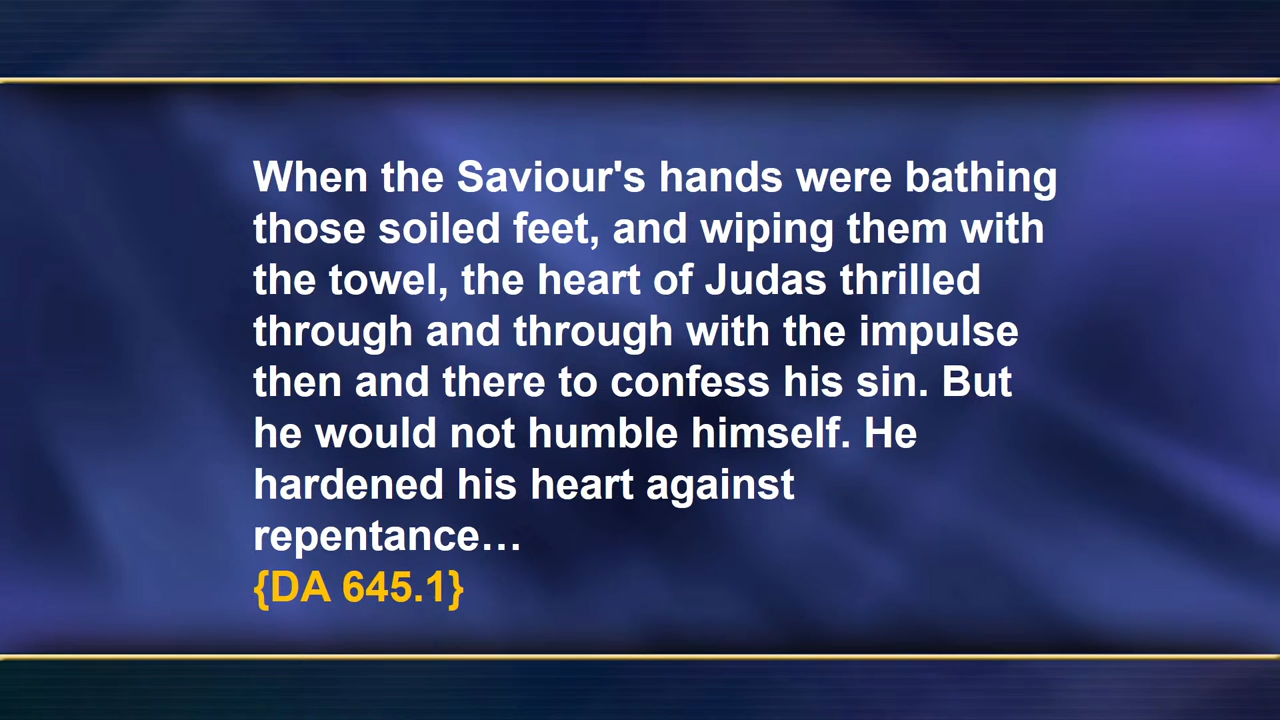 When the Saviour's hands were bathing
those soiled feet, and wiping them with
the towel, the heart of Judas thrilled
through and through with the impulse
then and there to confess his sin. But
he would not humble himself. He
hardened his heart against
repentance…
{DA 645.1}